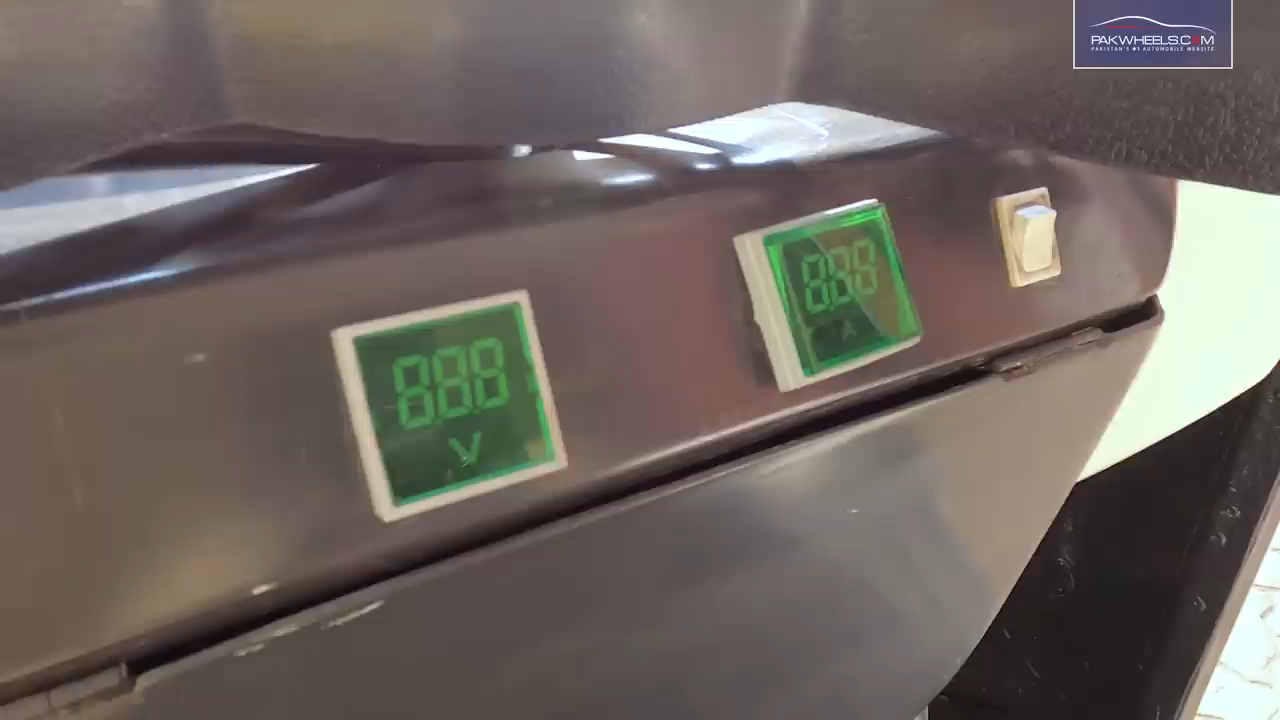 PAKWHEELS.COM
PAKISTAN'S #1 AUTOMOBILE WEBSITE
888
V
888
A